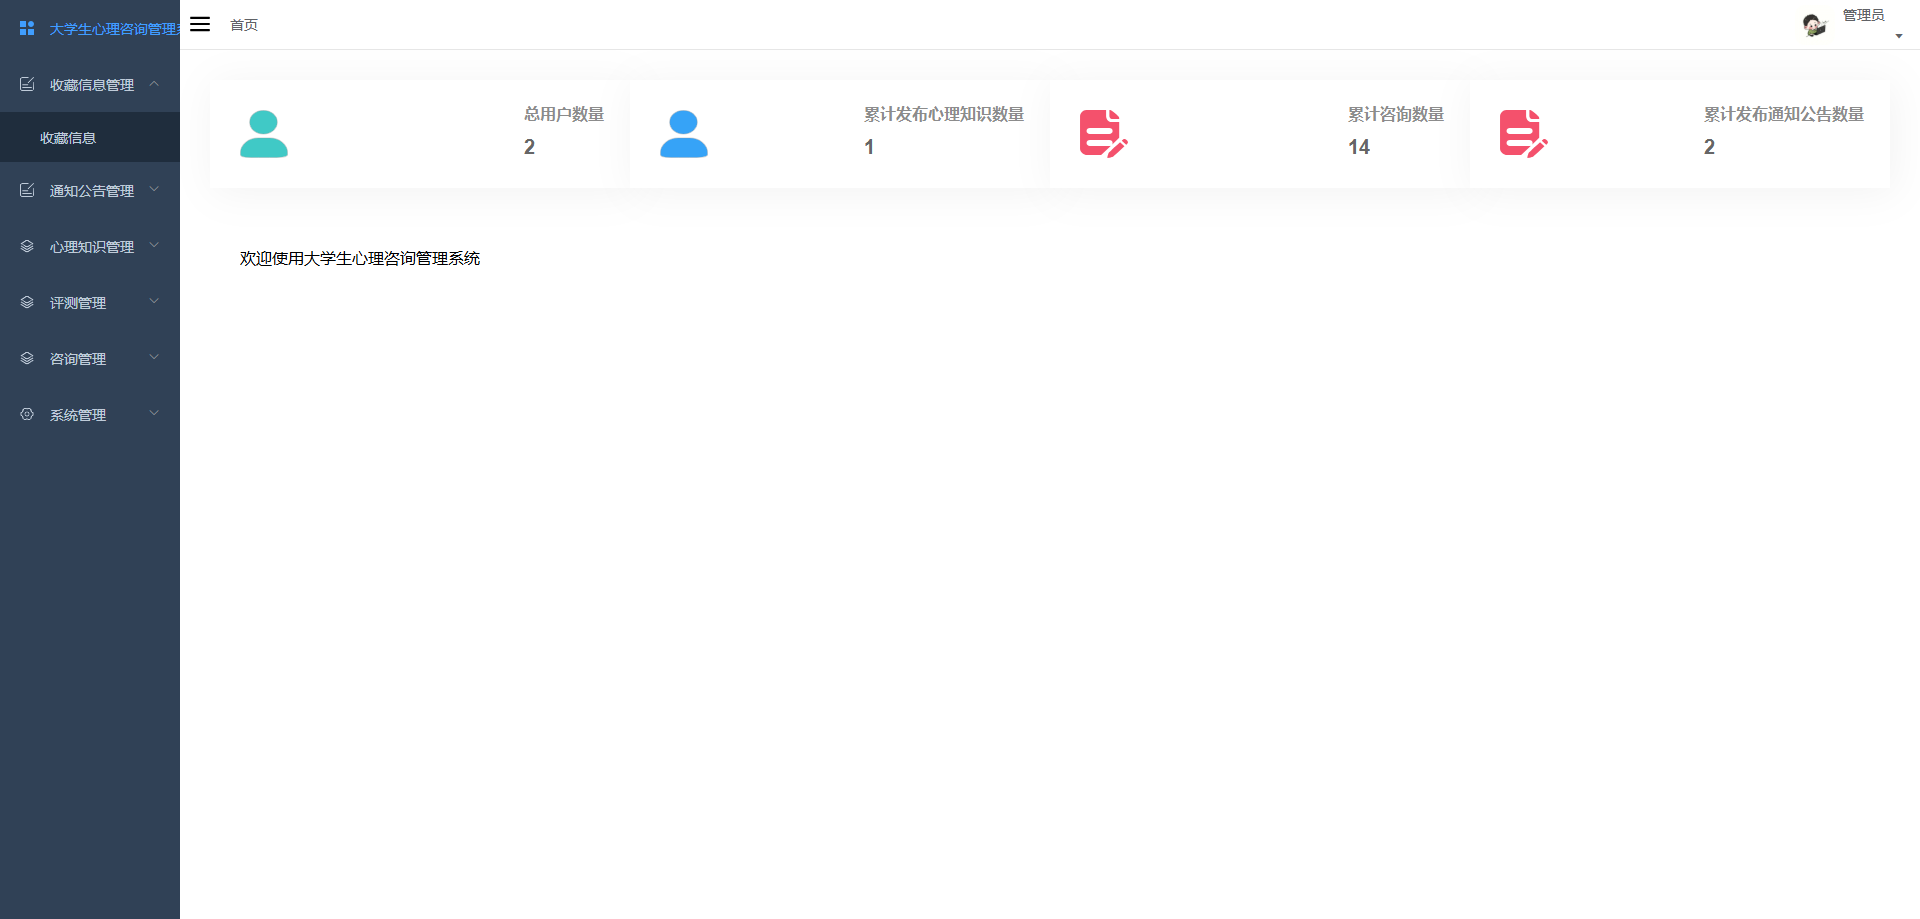 大学生心理咨询管理系
首页
管理员
收藏信息管理
收藏信息
通知公告管理
心理知识管理
评测管理
咨询管理
系统管理
总用户数量
2
累计发布心理知识数量
1
累计咨询数量
14
累计发布通知公告数量
2
欢迎使用大学生心理咨询管理系统